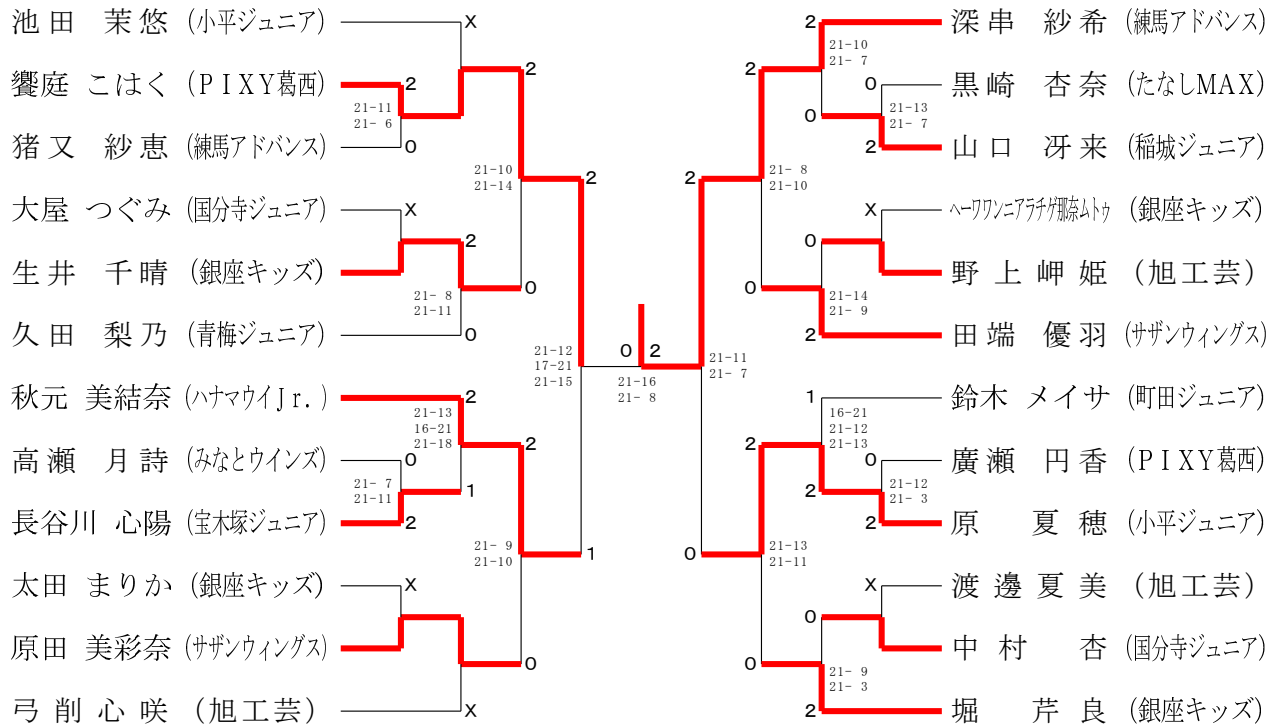 池田 茉悠 (小平ジュニア)
X
饗庭 こはく (PIXY葛西)
2
21-11
21- 6
2
猪又 紗恵 (練馬アドバンス)
0
21-10
21-14
2
大屋 つぐみ (国分寺ジュニア)
X
生井 千晴 (銀座キッズ)
2
21- 8
21-11
0
久田 梨乃 (青梅ジュニア)
0
21-12
17-21
21-15
秋元 美結奈 (ハナマウイJr.)
2
21-13
16-21
21-18
2
高瀬 月詩 (みなとウインズ)
0
21- 7
21-11
1
長谷川 心陽 (宝木塚ジュニア)
2
21- 9
21-10
1
太田 まりか (銀座キッズ)
X
原田 美彩奈 (サザンウィングス)
0
弓削心咲 (旭工芸)
X
0 2
21-16
21- 8
2
深串 紗希 (練馬アドバンス)
21-10
21- 7
2
0
黒崎 杏奈 (たなしMAX)
21-13
21- 7
0
2
山口 冴来 (稲城ジュニア)
2
21- 8
21-10
X
ヘーワワンニアラチゲ那奈ムトゥ (銀座キッズ)
0
野上岬姫 (旭工芸)
0
21-14
21- 9
2
田端 優羽 (サザンウィングス)
21-11
21- 7
1
鈴木 メイサ (町田ジュニア)
16-21
21-12
21-13
2
0
廣瀬 円香 (PIXY葛西)
2
21-12
21- 3
2
原 夏穂 (小平ジュニア)
0
21-13
21-11
X
渡邊夏美 (旭工芸)
0
中村 杏 (国分寺ジュニア)
0
21- 9
21- 3
2
堀 芹良 (銀座キッズ)